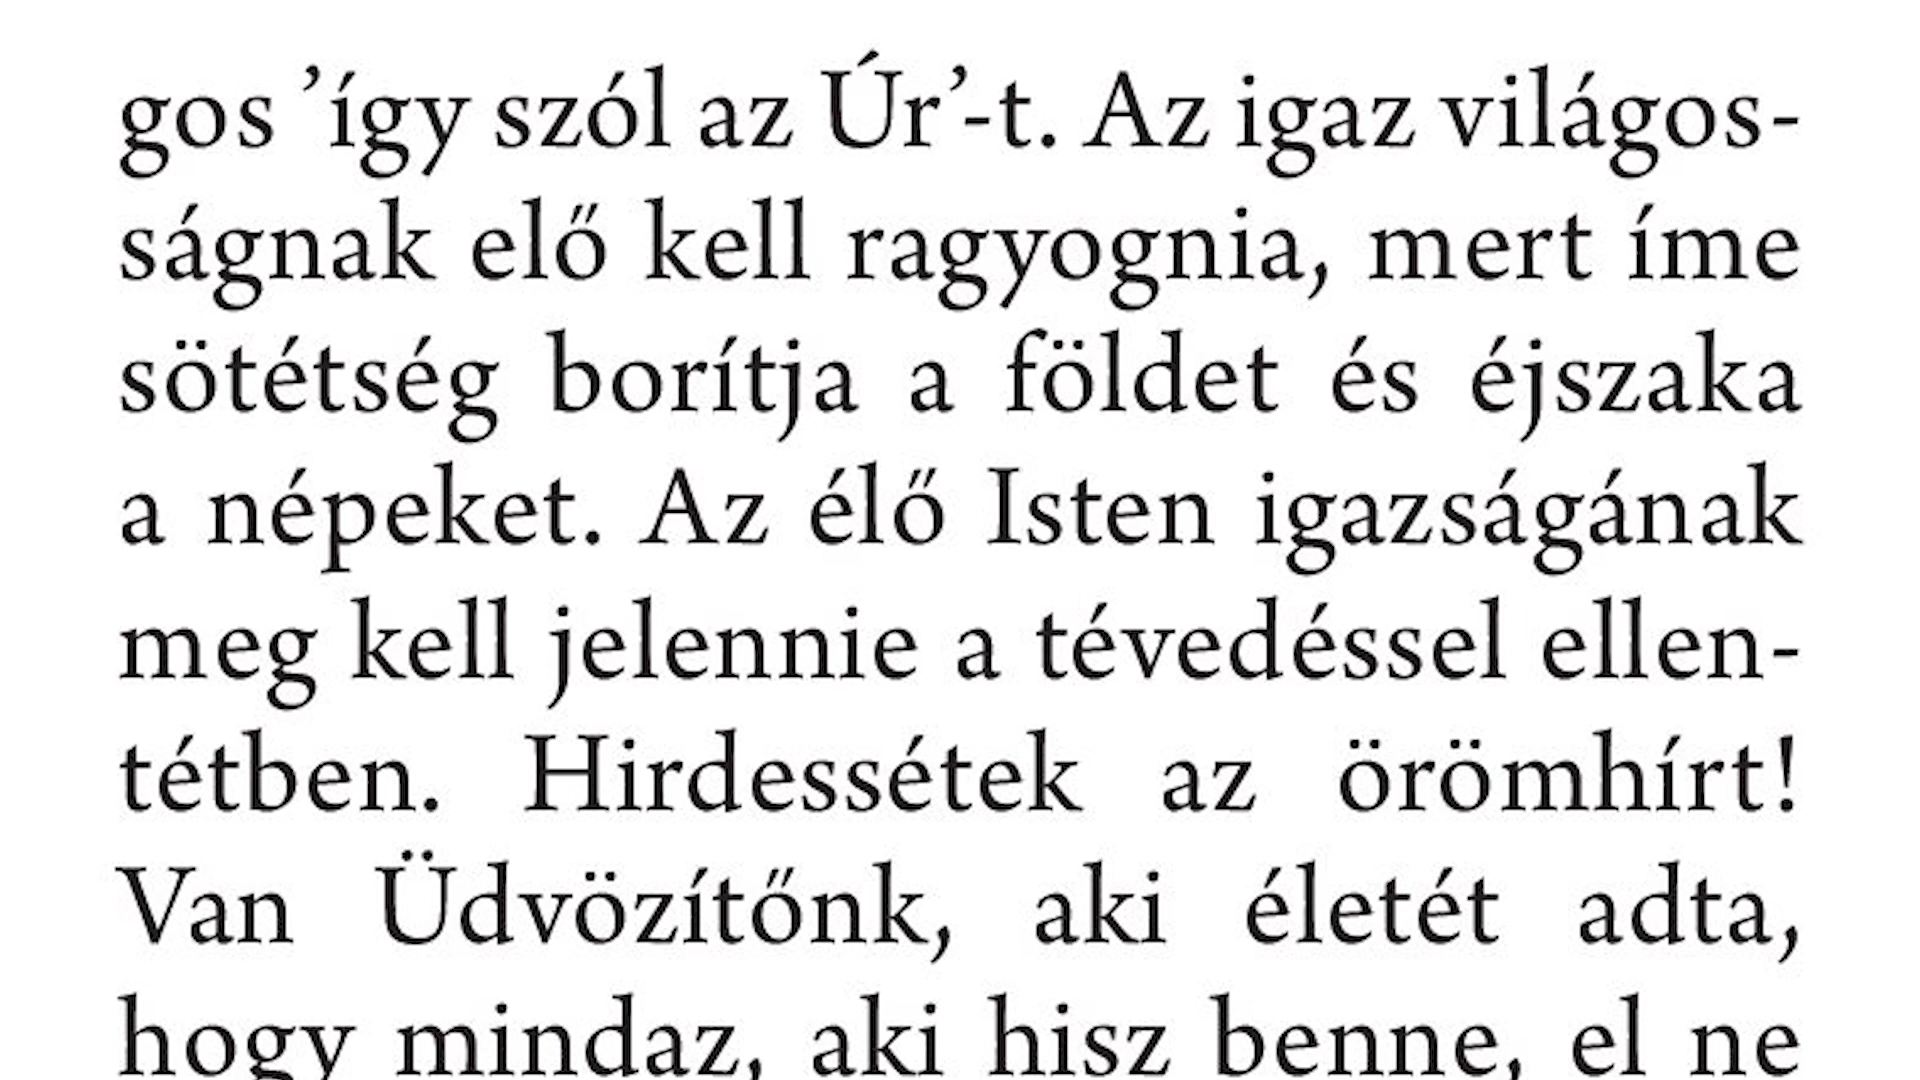 gos ’így szól az Úr’-t. Az igaz világos-
ságnak elő kell ragyognia, mert íme
sötétség borítja a földet és éjszaka
a népeket. Az élő Isten igazságának
meg kell jelennie a tévedéssel ellen-
tétben. Hirdessétek az örömhírt!
Van Üdvözítőnk, aki életét adta,
hogy mindaz, aki hisz benne, el ne